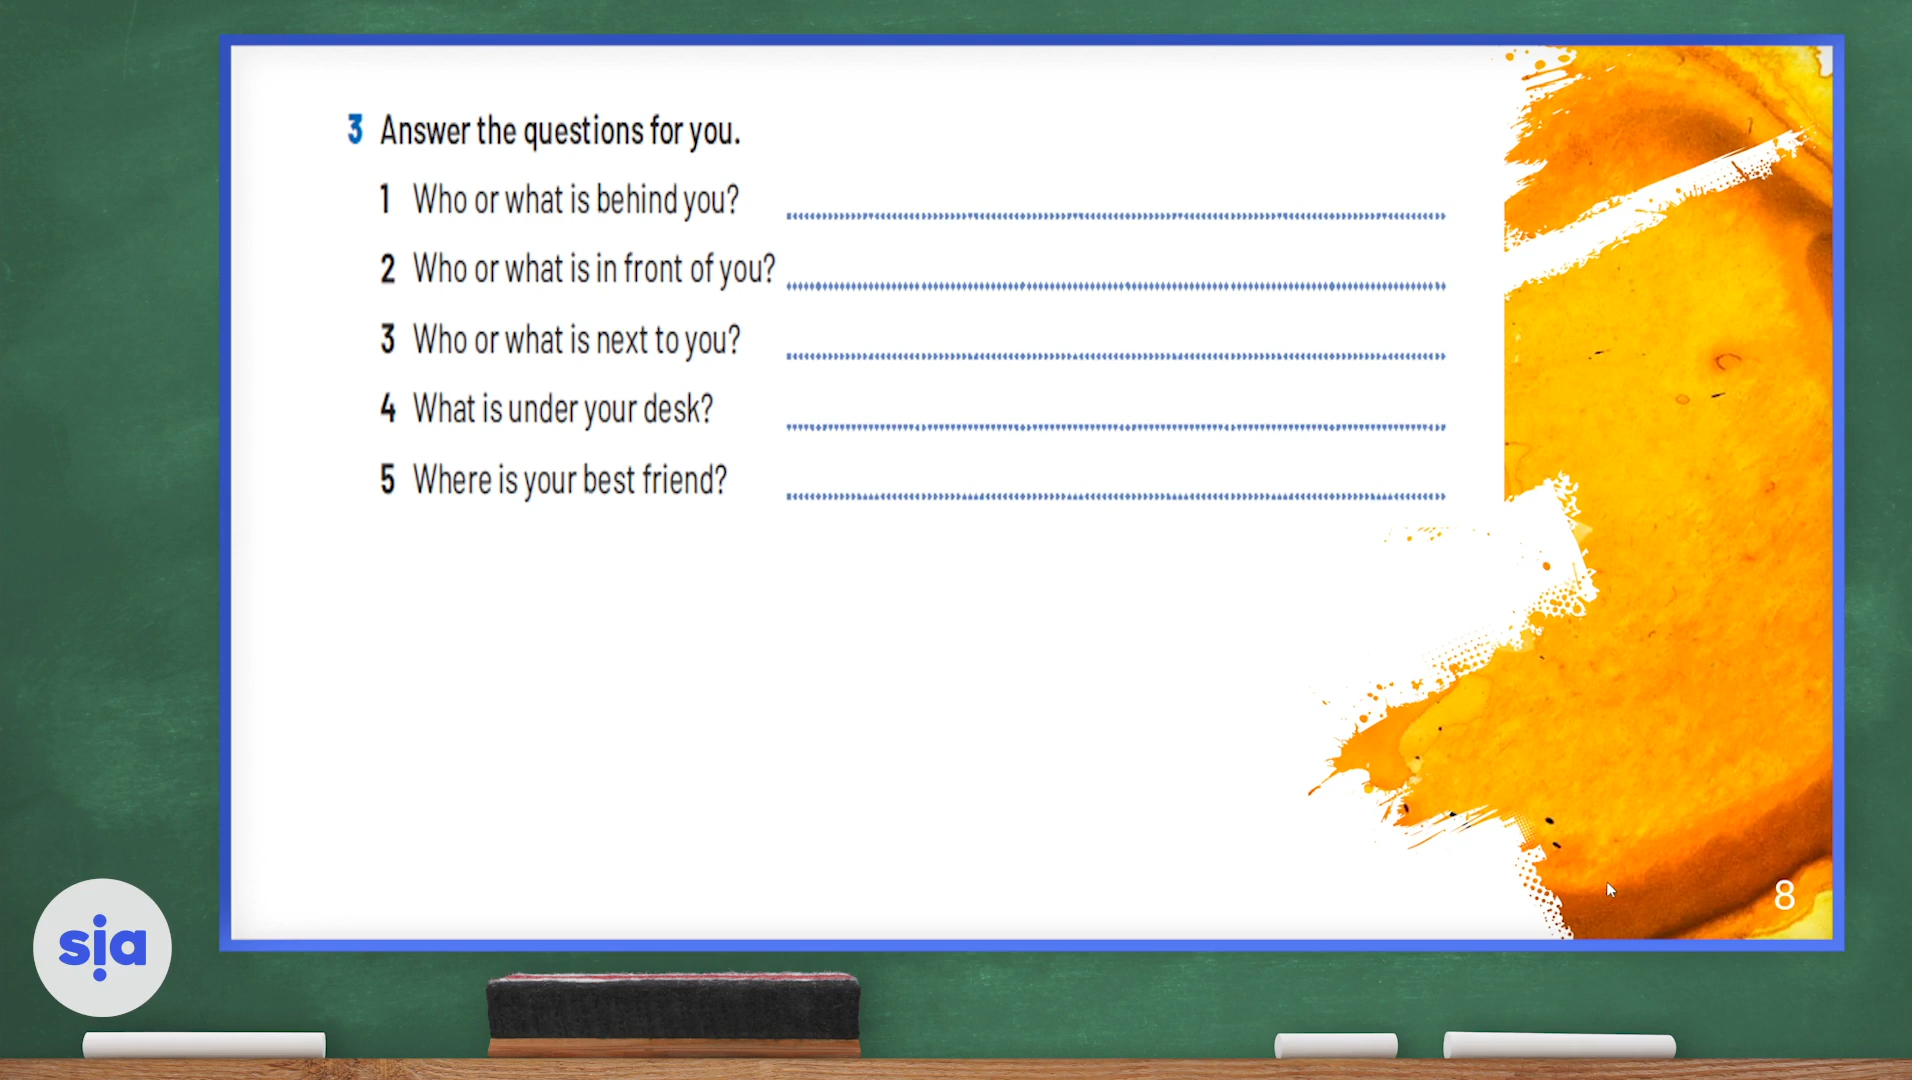 3 Answer the questions for you.
1 Who or what is behind you?
2 Who or what is in front of you?
3 Who or what is next to you?
4 What is under your desk?
5 Where is your best friend?
8
sia